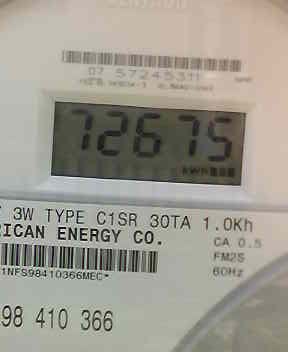 07 57245311
72675
KWH
3W TYPE C1SR 30TA 1.0Kh
RICAN ENERGY CO.
CA 0.5
FM2S
60Hz
1NFS98410366MEC*
98 410 366